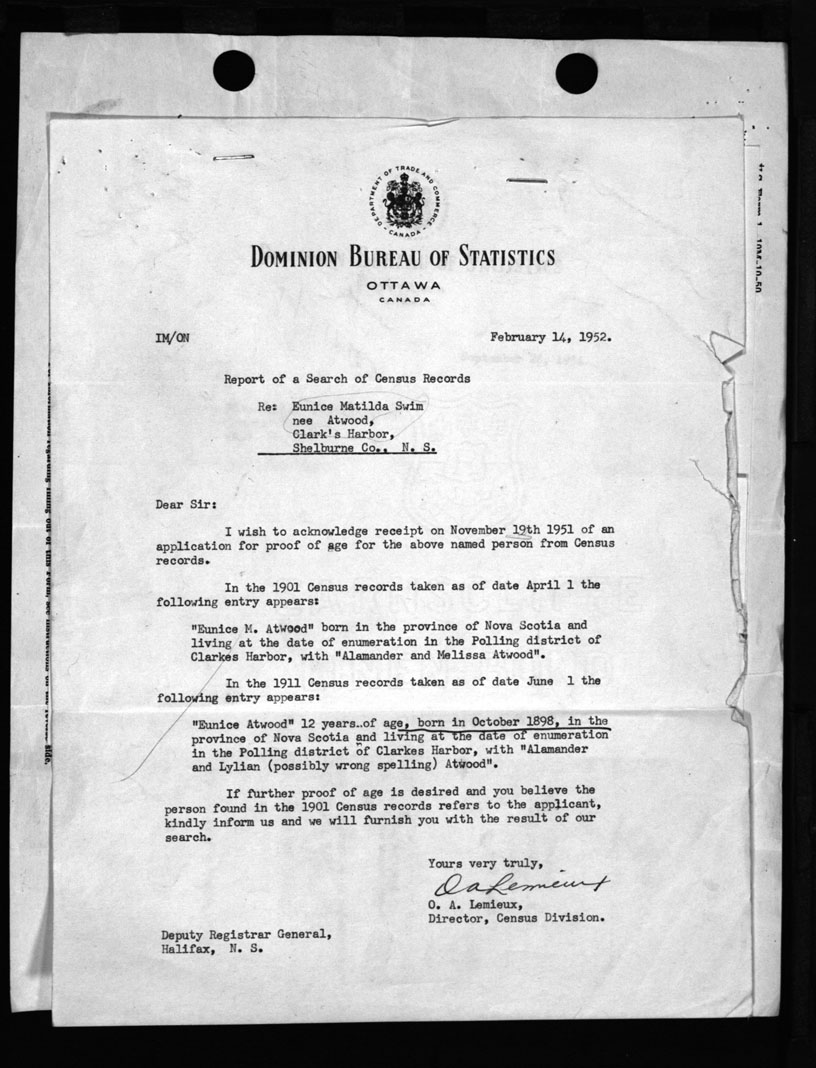 DEPARTMENT OF TRADE AND COMMERCE
- CANADA -
DOMINION BUREAU OF STATISTICS
OTTAWA
CANADA
IM/ON
February 14, 1952.
Report of a Search of Census Records
Re: Eunice Matilda Swim
nee Atwood,
Clark's Harbor,
Shelburne Co., N. S.
Dear Sir:
I wish to acknowledge receipt on November 19th 1951 of an
application for proof of age for the above named person from Census
records.
In the 1901 Census records taken as of date April 1 the
following entry appears:
"Eunice M. Atwood" born in the province of Nova Scotia and
living at the date of enumeration in the Polling district of
Clarkes Harbor, with "Alamander and Melissa Atwood".
In the 1911 Census records taken as of date June 1 the
following entry appears:
"Eunice Atwood" 12 years..of age, born in October 1898, in the
province of Nova Scotia and living at the date of enumeration
in the Polling district of Clarkes Harbor, with "Alamander
and Lylian (possibly wrong spelling) Atwood".
If further proof of age is desired and you believe the
person found in the 1901 Census records refers to the applicant,
kindly inform us and we will furnish you with the result of our
search.
Yours very truly,
O A Lemieux
O. A. Lemieux,
Director, Census Division.
Deputy Registrar General,
Halifax, N. S.